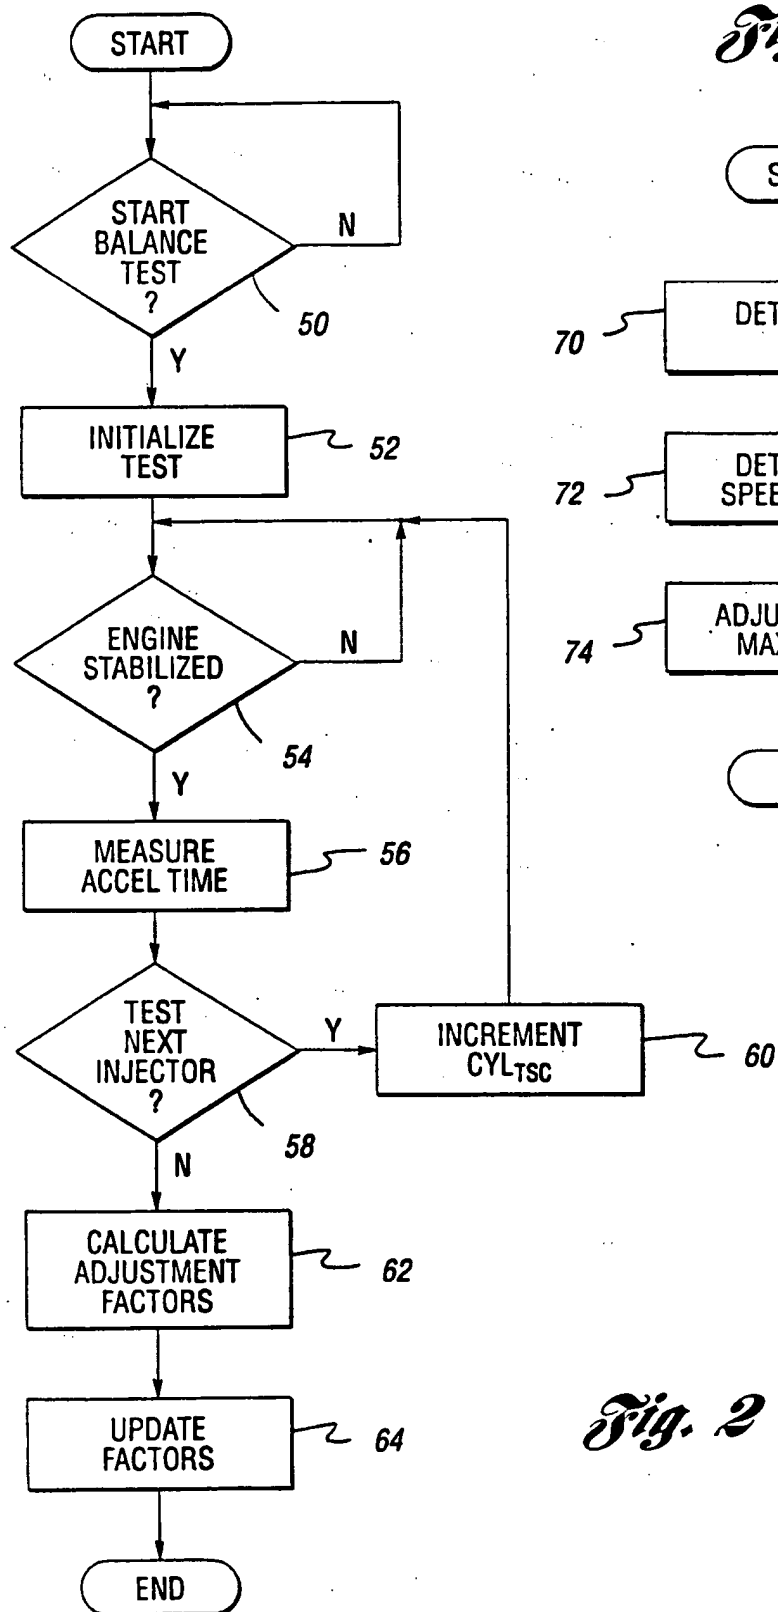 START
START
BALANCE
TEST
?
N
50
Y
INITIALIZE
TEST
52
ENGINE
STABILIZED
?
N
54
Y
MEASURE
ACCEL TIME
56
TEST
NEXT
INJECTOR
?
Y
58
N
INCREMENT
CYLTSC
60
CALCULATE
ADJUSTMENT
FACTORS
62
UPDATE
FACTORS
64
END
Fig. 2
S
70
DET
72
DET
SPEE
74
ADJU
MAX